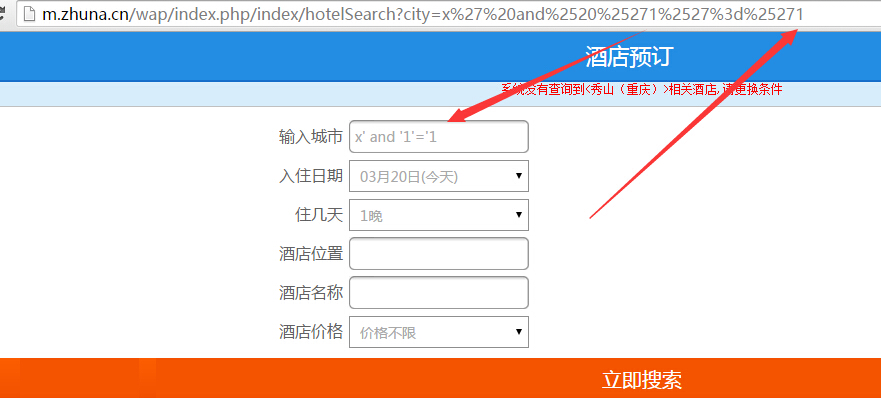 m.zhuna.cn/wap/index.php/index/hotelSearch?city=x%27%20and%2520%25271%2527%3d%25271
酒店预订
系统没有查询到<秀山（重庆）>相关酒店, 请更换条件
输入城市 x' and '1'='1
入住日期 03月20日(今天)
住几天 1晚
酒店位置
酒店名称
酒店价格 价格不限
立即搜索